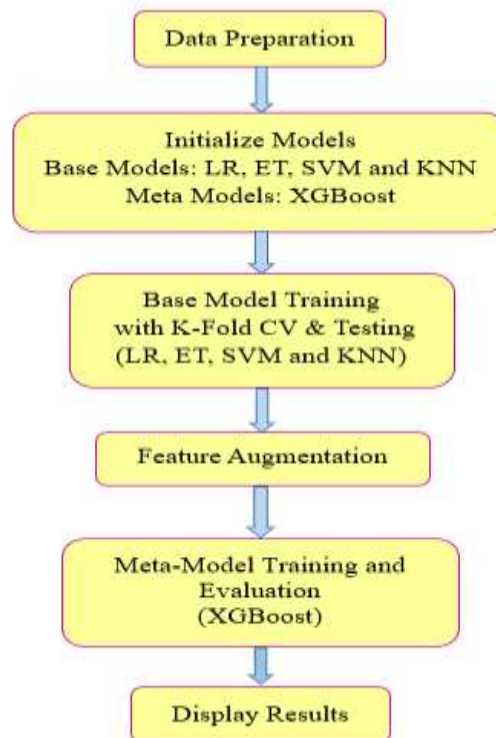 Data Preparation
Initialize Models
Base Models: LR, ET, SVM and KNN
Meta Models: XGBoost
Base Model Training
with K-Fold CV & Testing
(LR, ET, SVM and KNN)
Feature Augmentation
Meta-Model Training and
Evaluation
(XGBoost)
Display Results